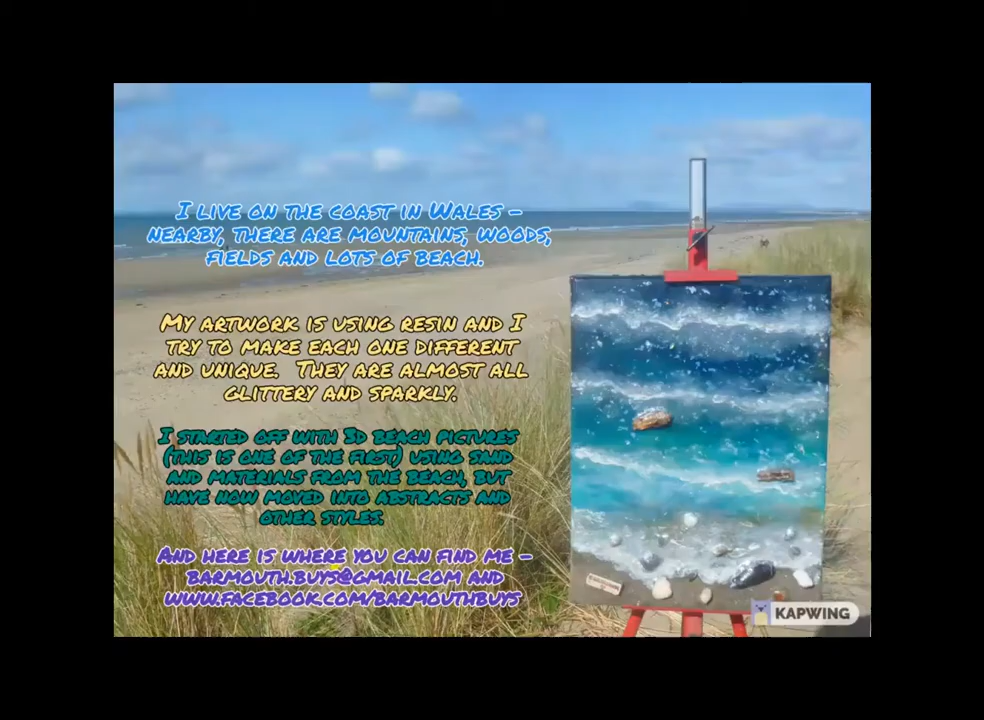 I LIVE ON THE COAST IN WALES -
NEARBY, THERE ARE MOUNTAINS, WOODS,
FIELDS AND LOTS OF BEACH.
MY ARTWORK IS USING RESIN AND I
TRY TO MAKE EACH ONE DIFFERENT
AND UNIQUE. THEY ARE ALMOST ALL
GLITTERY AND SPARKLY.
I STARTED OFF WITH 3D BEACH PICTURES
(THIS IS ONE OF THE FIRST) USING SAND
AND MATERIALS FROM THE BEACH, BUT
HAVE NOW MOVED INTO ABSTRACTS AND
OTHER STYLES.
AND HERE IS WHERE YOU CAN FIND ME -
BARMOUTH.BUYS@GMAIL.COM AND
WWW.FACEBOOK.COM/BARMOUTHBUYS
KAPWING